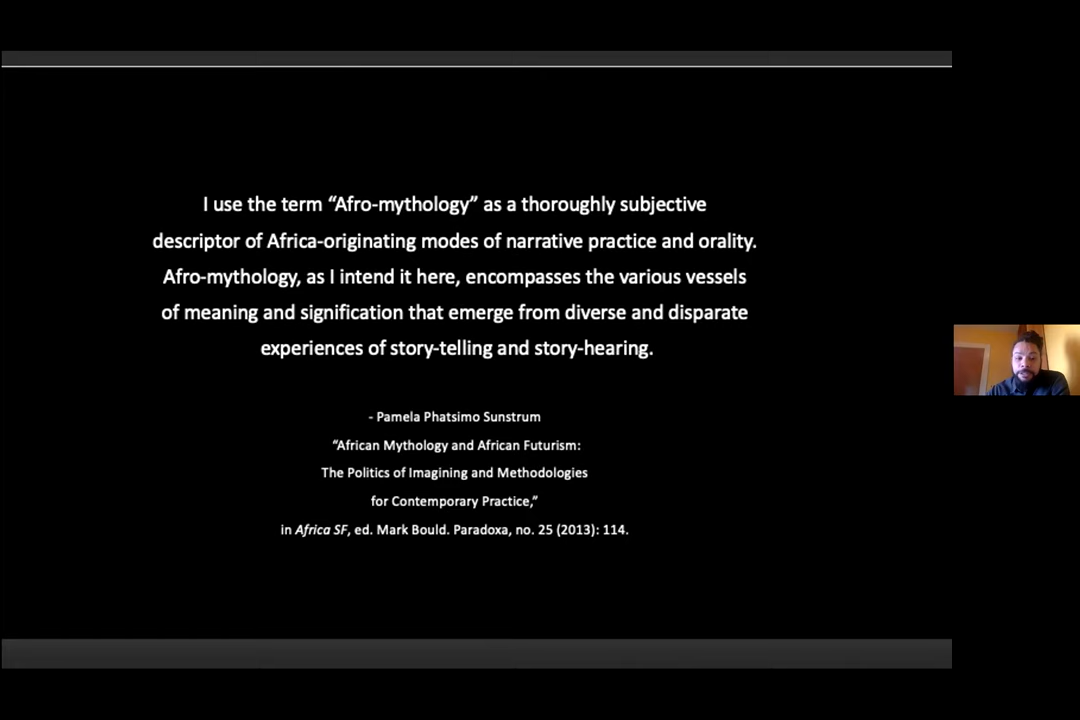 I use the term “Afro-mythology” as a thoroughly subjective
descriptor of Africa-originating modes of narrative practice and orality.
Afro-mythology, as I intend it here, encompasses the various vessels
of meaning and signification that emerge from diverse and disparate
experiences of story-telling and story-hearing.
- Pamela Phatsimo Sunstrum
“African Mythology and African Futurism:
The Politics of Imagining and Methodologies
for Contemporary Practice,”
in Africa SF, ed. Mark Bould. Paradoxa, no. 25 (2013): 114.